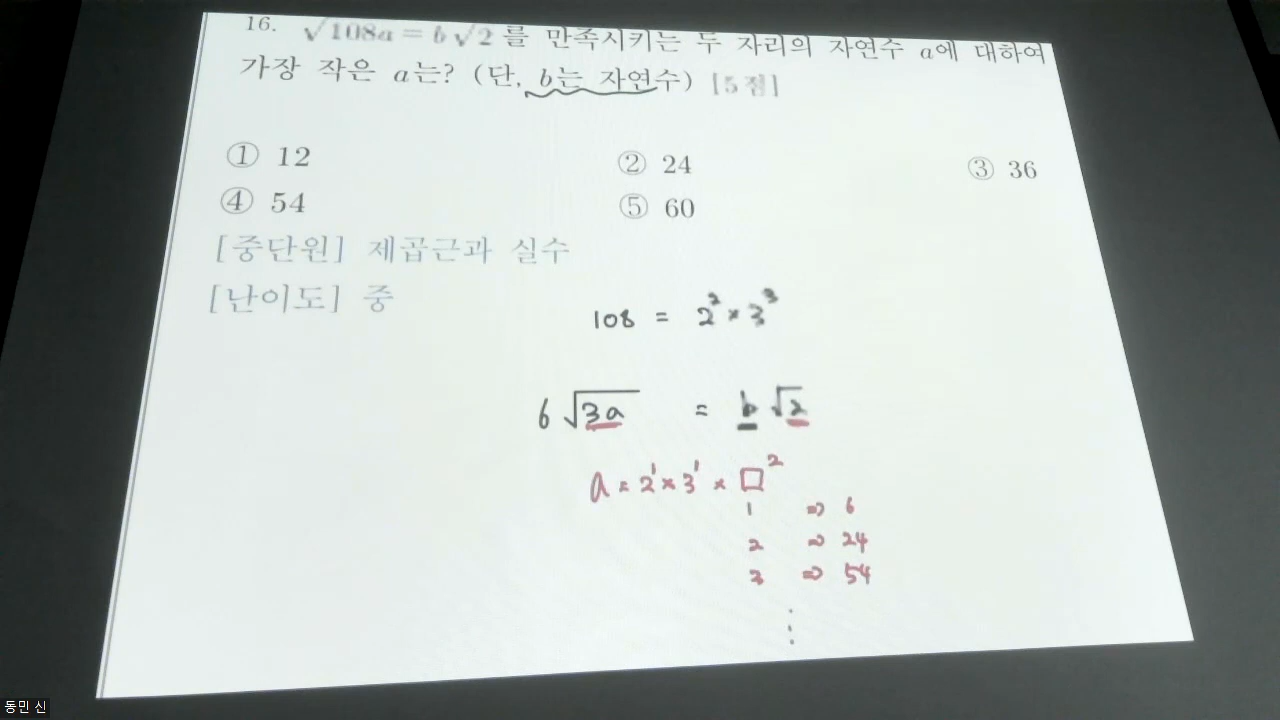 16. √108a = b√2 를 만족시키는 두 자리의 자연수 a에 대하여
가장 작은 a는? (단, b는 자연수) [5점]
① 12
② 24
③ 36
④ 54
⑤ 60
[중단원] 제곱근과 실수
[난이도] 중
108 = 2² × 3³
6√3a = b√2
a = 2¹ × 3¹ × □²
1 ⇒ 6
2 ⇒ 24
3 ⇒ 54
⋮
동민 신